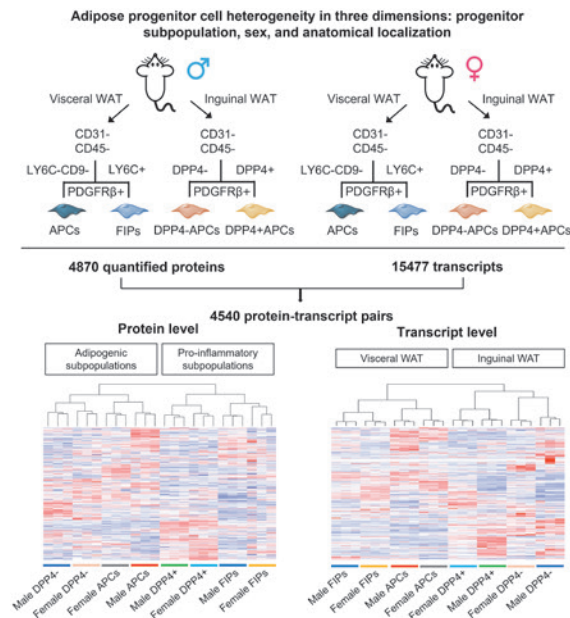 Adipose progenitor cell heterogeneity in three dimensions: progenitor
subpopulation, sex, and anatomical localization
♂ ♀
Visceral WAT Inguinal WAT Visceral WAT Inguinal WAT
CD31- CD31- CD31- CD31-
CD45- CD45- CD45- CD45-
LY6C-CD9- LY6C+ DPP4- DPP4+ LY6C-CD9- LY6C+ DPP4- DPP4+
PDGFRβ+ PDGFRβ+ PDGFRβ+ PDGFRβ+
APCs FIPs DPP4-APCs DPP4+APCs APCs FIPs DPP4-APCs DPP4+APCs
4870 quantified proteins 15477 transcripts
4540 protein-transcript pairs
Protein level Transcript level
Adipogenic
subpopulations
Pro-inflammatory
subpopulations
Visceral WAT Inguinal WAT
Male DPP4-
Female DPP4-
Female APCs
Male APCs
Male DPP4+
Female DPP4+
Male FIPs
Female FIPs
Male FIPs
Female FIPs
Male APCs
Female APCs
Female DPP4+
Male DPP4+
Female DPP4-
Male DPP4-